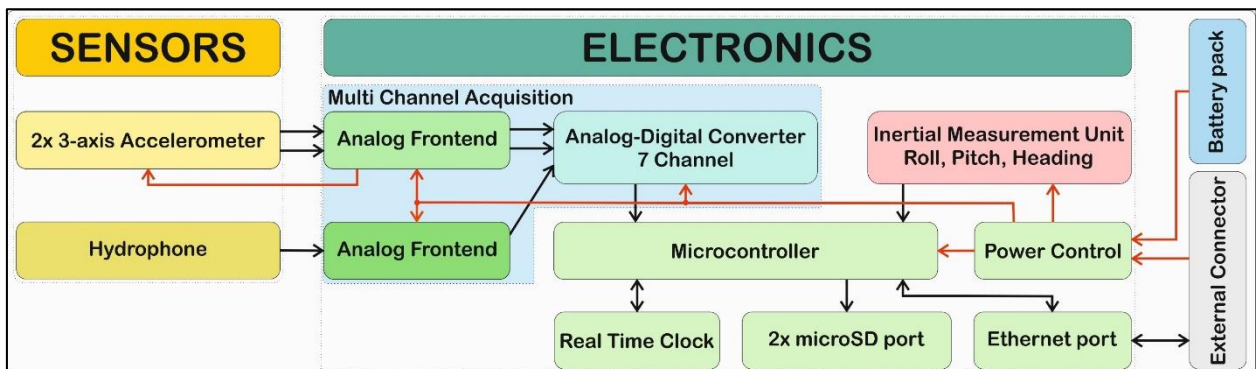 SENSORS
ELECTRONICS
Battery pack
Multi Channel Acquisition
2x 3-axis Accelerometer
Analog Frontend
Analog-Digital Converter
7 Channel
Inertial Measurement Unit
Roll, Pitch, Heading
Hydrophone
Analog Frontend
Microcontroller
Power Control
External Connector
Real Time Clock
2x microSD port
Ethernet port